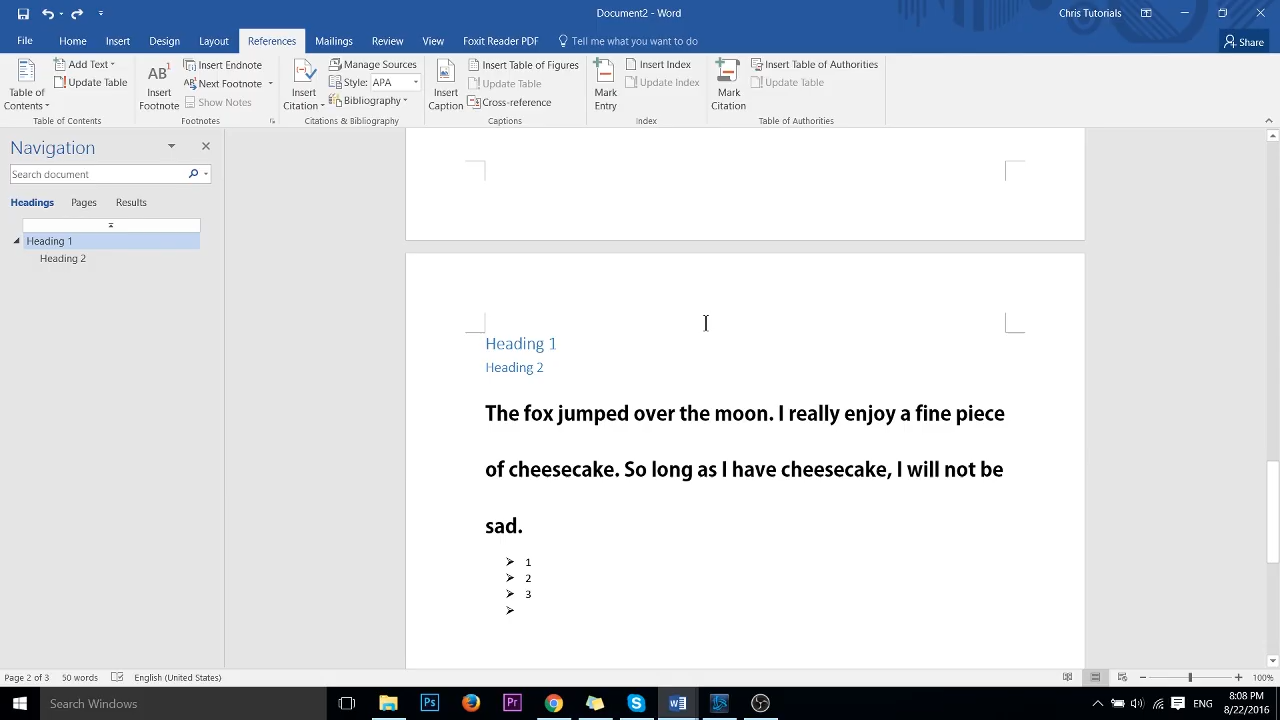 Document2 - Word
Chris Tutorials
File Home Insert Design Layout References Mailings Review View Foxit Reader PDF Tell me what you want to do Share
Table of Contents
Add Text
Update Table
Table of Contents
AB1
Insert Footnote
Insert Endnote
Next Footnote
Show Notes
Footnotes
Insert Citation
Manage Sources
Style: APA
Bibliography
Citations & Bibliography
Insert Caption
Insert Table of Figures
Update Table
Cross-reference
Captions
Mark Entry
Insert Index
Update Index
Index
Mark Citation
Insert Table of Authorities
Update Table
Table of Authorities
Navigation
Search document
Headings Pages Results
Heading 1
Heading 2
Heading 1
Heading 2
The fox jumped over the moon. I really enjoy a fine piece
of cheesecake. So long as I have cheesecake, I will not be
sad.
1
2
3
Page 2 of 3 50 words English (United States) 100%
Search Windows
Ps
Pr
ENG
8:08 PM
8/22/2016